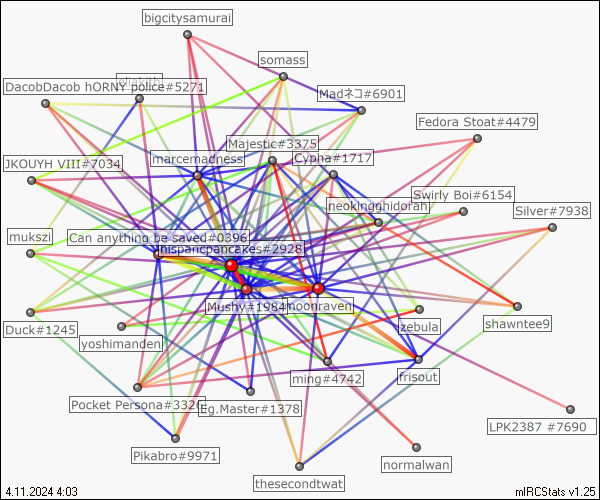 bigcitysamurai
somass
DacobDacob hORNY police#5271
Madネコ#6901
Fedora Stoat#4479
Majestic#3375
JKOUYH VIII#7034
marcemadness
Cypha#1717
Swirly Boi#6154
neokingghidorah
Silver#7938
mukszi
Can anything be saved#0396
hispanicpancakes#2928
Mushy#1984
moonraven
zebula
shawntee9
Duck#1245
yoshimanden
ming#4742
frisout
Pocket Persona#3326
Eg.Master#1378
LPK2387 #7690
Pikabro#9971
normalwan
thesecondtwat
4.11.2024 4:03
mIRCStats v1.25